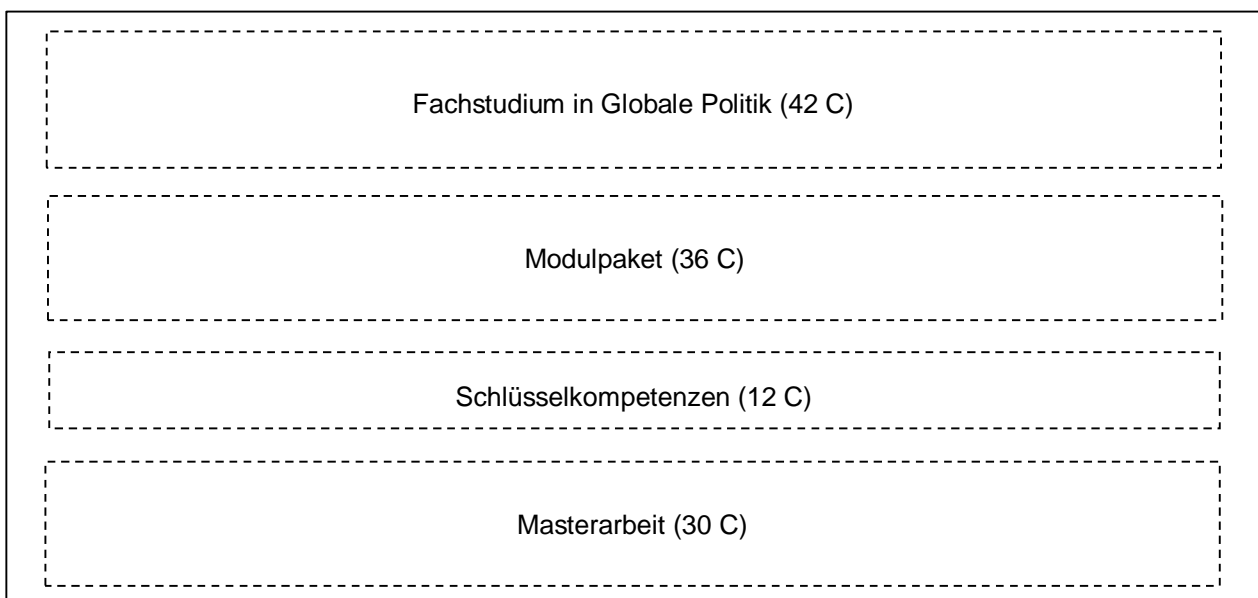 Fachstudium in Globale Politik (42 C)
Modulpaket (36 C)
Schlüsselkompetenzen (12 C)
Masterarbeit (30 C)